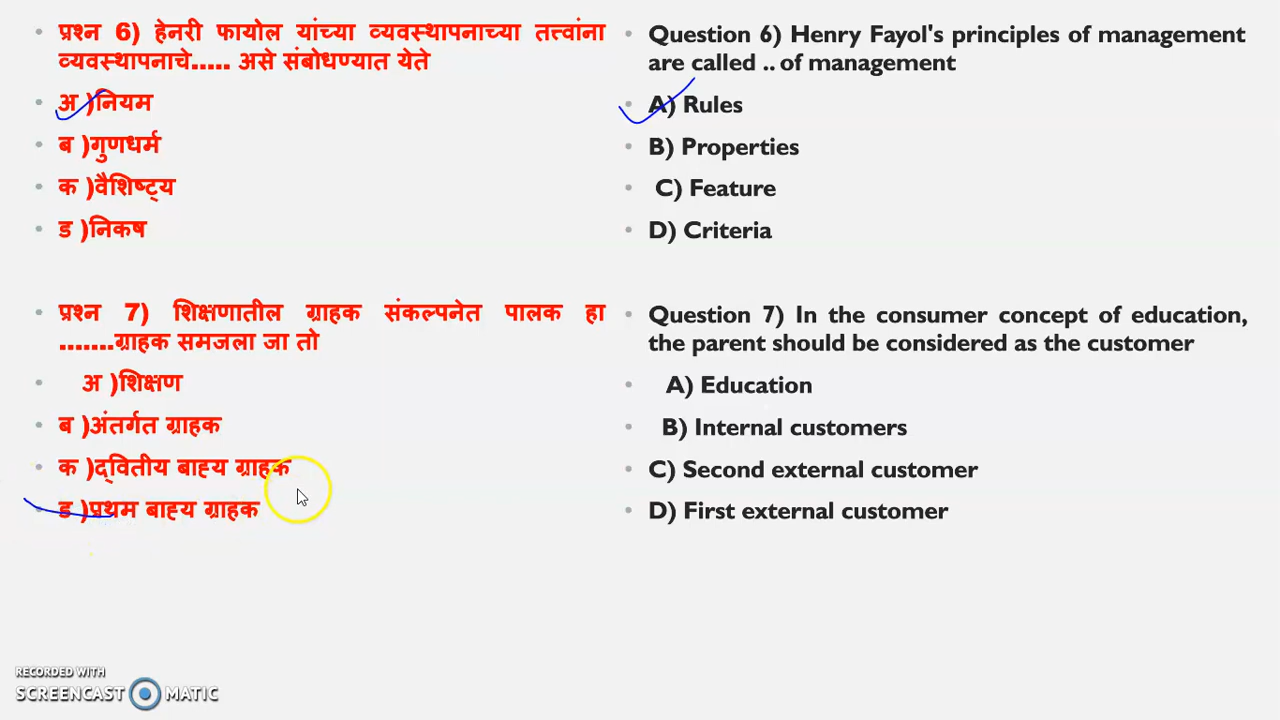 प्रश्न 6) हेनरी फायोल यांच्या व्यवस्थापनाच्या तत्त्वांना
व्यवस्थापनाचे..... असे संबोधण्यात येते
अ )नियम
ब )गुणधर्म
क )वैशिष्ट्य
ड )निकष
प्रश्न 7) शिक्षणातील ग्राहक संकल्पनेत पालक हा
.......ग्राहक समजला जा तो
अ )शिक्षण
ब )अंतर्गत ग्राहक
क )द्वितीय बाह्य ग्राहक
ड )प्रथम बाह्य ग्राहक
Question 6) Henry Fayol's principles of management
are called .. of management
A) Rules
B) Properties
C) Feature
D) Criteria
Question 7) In the consumer concept of education,
the parent should be considered as the customer
A) Education
B) Internal customers
C) Second external customer
D) First external customer
RECORDED WITH
SCREENCAST MATIC